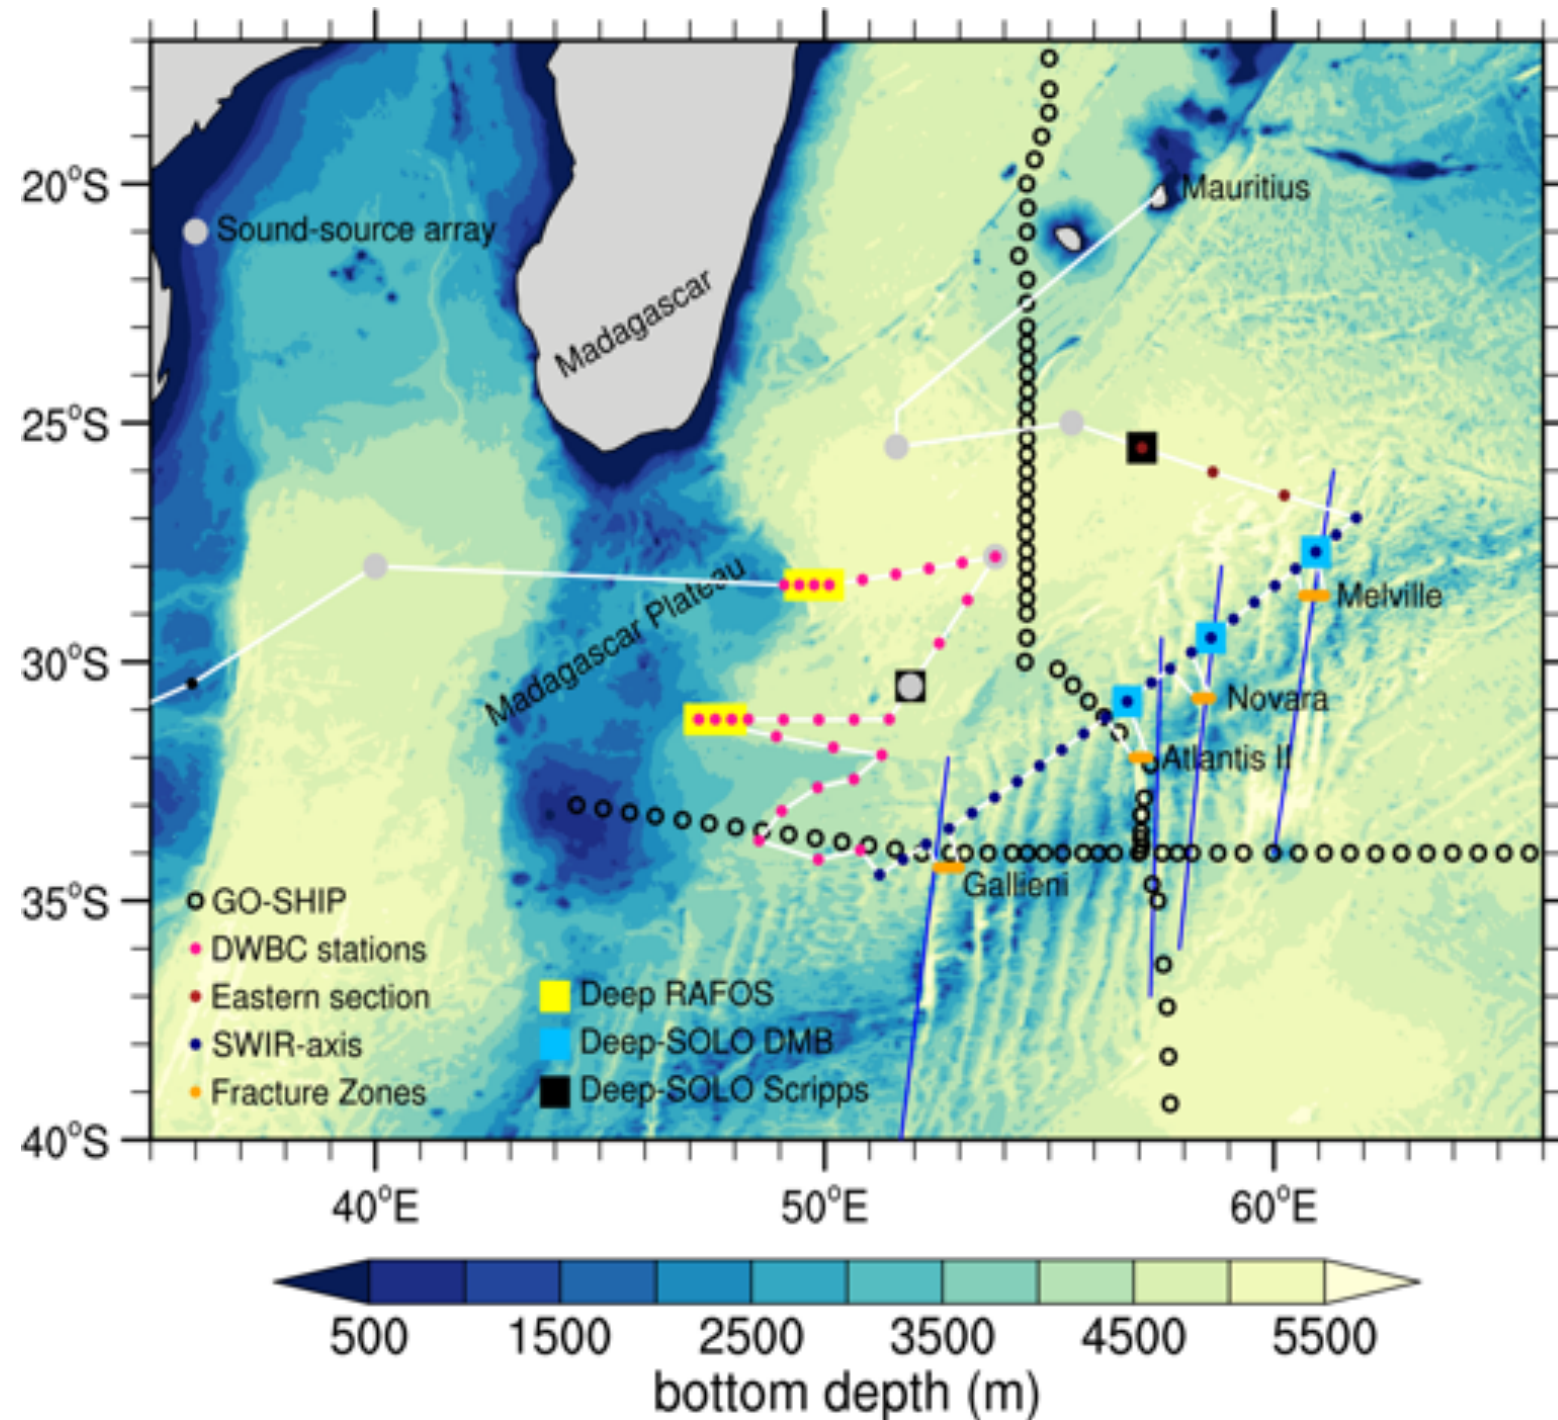 20°S
Mauritius
Sound-source array
Madagascar
25°S
Madagascar Plateau
Melville
30°S
Novara
Atlantis II
Gallieni
35°S
GO-SHIP
DWBC stations
Eastern section
SWIR-axis
Fracture Zones
Deep RAFOS
Deep-SOLO DMB
Deep-SOLO Scripps
40°S
40°E 50°E 60°E
500 1500 2500 3500 4500 5500
bottom depth (m)